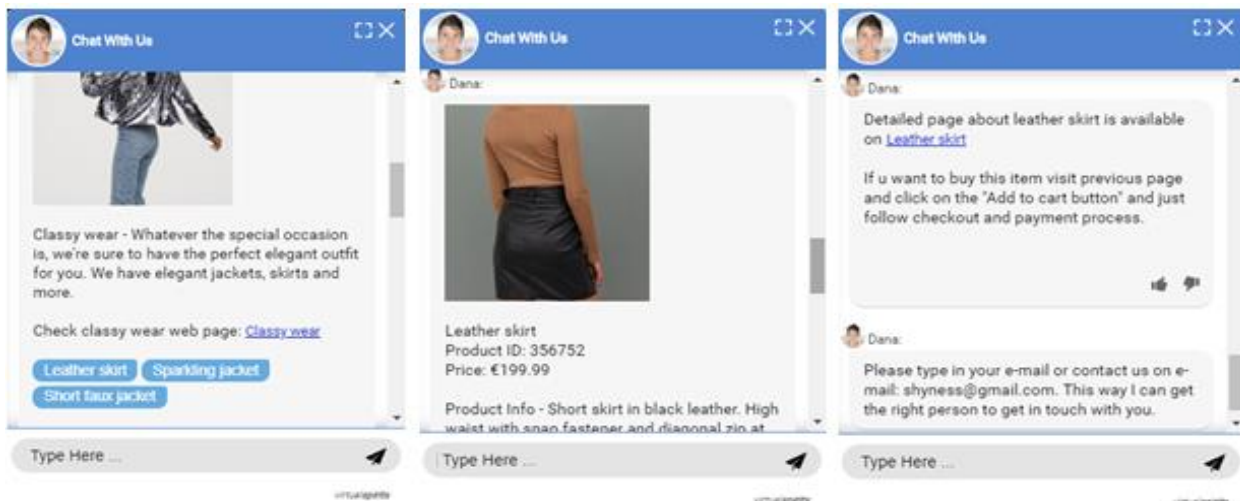 Chat With Us
Classy wear - Whatever the special occasion
is, we're sure to have the perfect elegant outfit
for you. We have elegant jackets, skirts and
more.
Check classy wear web page: Classy wear
Leather skirt
Sparkling jacket
Short faux jacket
Type Here ...
Chat With Us
Dana:
Leather skirt
Product ID: 356752
Price: €199.99
Product Info - Short skirt in black leather. High
waist with snap fastener and diagonal zip at
Type Here ...
Chat With Us
Dana:
Detailed page about leather skirt is available
on Leather skirt
If u want to buy this item visit previous page
and click on the "Add to cart button" and just
follow checkout and payment process.
Dana:
Please type in your e-mail or contact us on e-
mail: shyness@gmail.com. This way I can get
the right person to get in touch with you.
Type Here ...